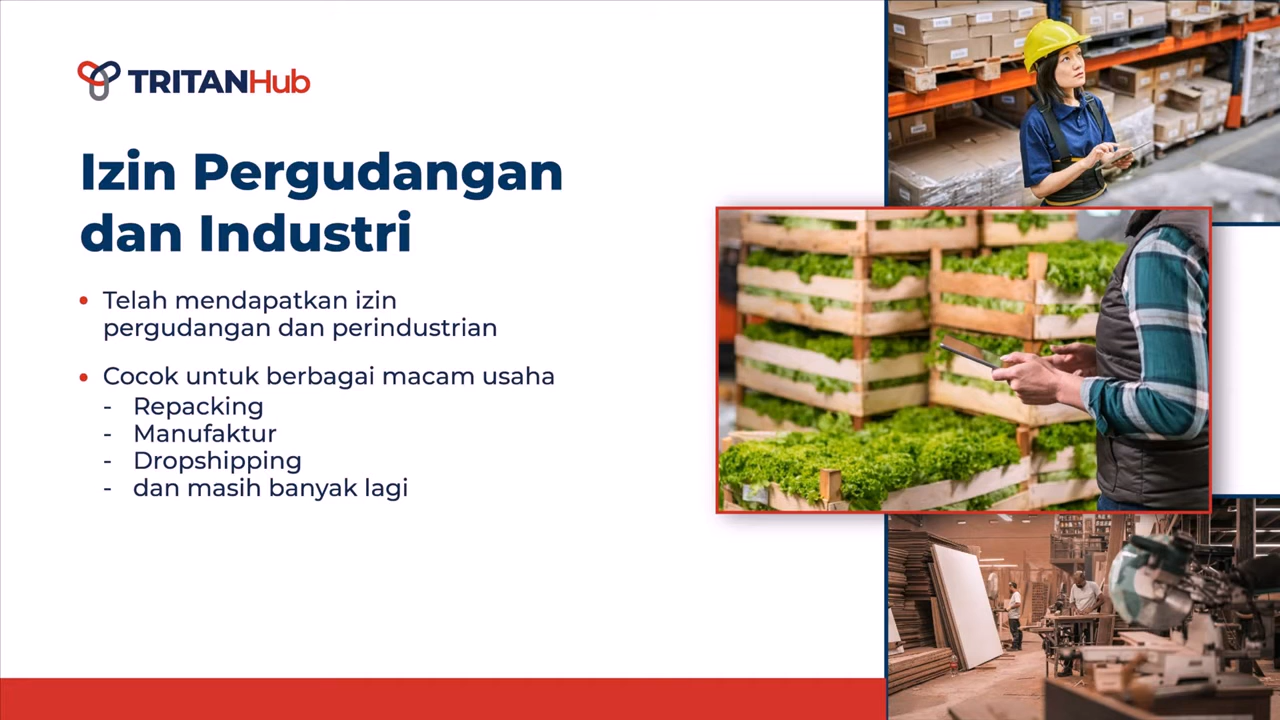 TRITANHub
Izin Pergudangan
dan Industri
• Telah mendapatkan izin
pergudangan dan perindustrian
• Cocok untuk berbagai macam usaha
- Repacking
- Manufaktur
- Dropshipping
- dan masih banyak lagi